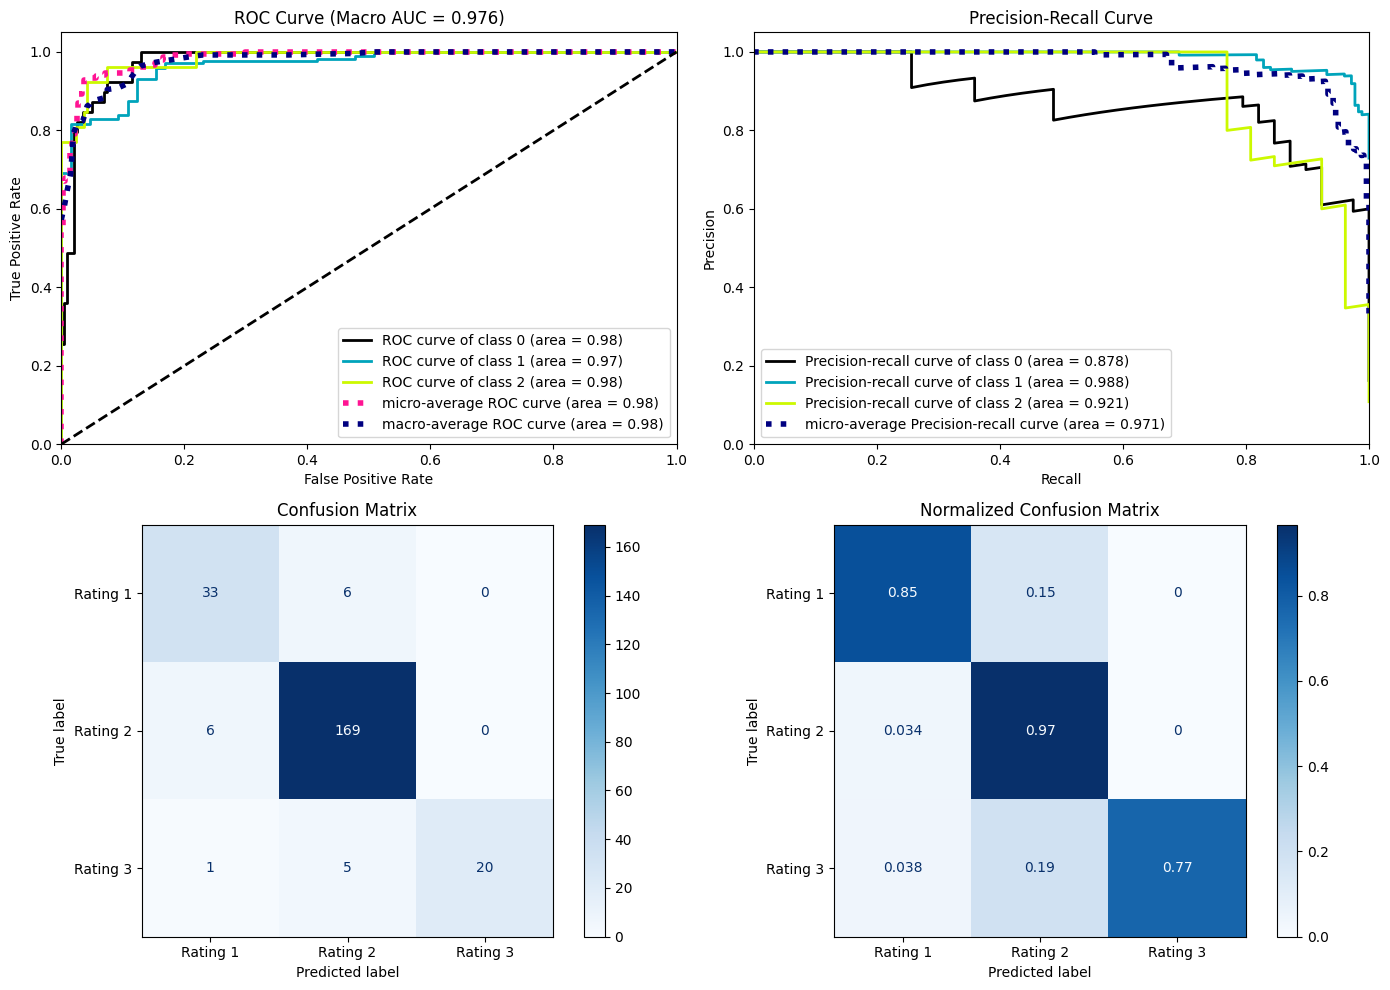 ROC Curve (Macro AUC = 0.976)
True Positive Rate
1.0
0.8
0.6
0.4
0.2
0.0
ROC curve of class 0 (area = 0.98)
ROC curve of class 1 (area = 0.97)
ROC curve of class 2 (area = 0.98)
micro-average ROC curve (area = 0.98)
macro-average ROC curve (area = 0.98)
0.0 0.2 0.4 0.6 0.8 1.0
False Positive Rate
Precision-Recall Curve
Precision
1.0
0.8
0.6
0.4
0.2
0.0
Precision-recall curve of class 0 (area = 0.878)
Precision-recall curve of class 1 (area = 0.988)
Precision-recall curve of class 2 (area = 0.921)
micro-average Precision-recall curve (area = 0.971)
0.0 0.2 0.4 0.6 0.8 1.0
Recall
Confusion Matrix
True label
Rating 1 33 6 0
Rating 2 6 169 0
Rating 3 1 5 20
Rating 1 Rating 2 Rating 3
Predicted label
160
140
120
100
80
60
40
20
0
Normalized Confusion Matrix
True label
Rating 1 0.85 0.15 0
Rating 2 0.034 0.97 0
Rating 3 0.038 0.19 0.77
Rating 1 Rating 2 Rating 3
Predicted label
0.8
0.6
0.4
0.2
0.0